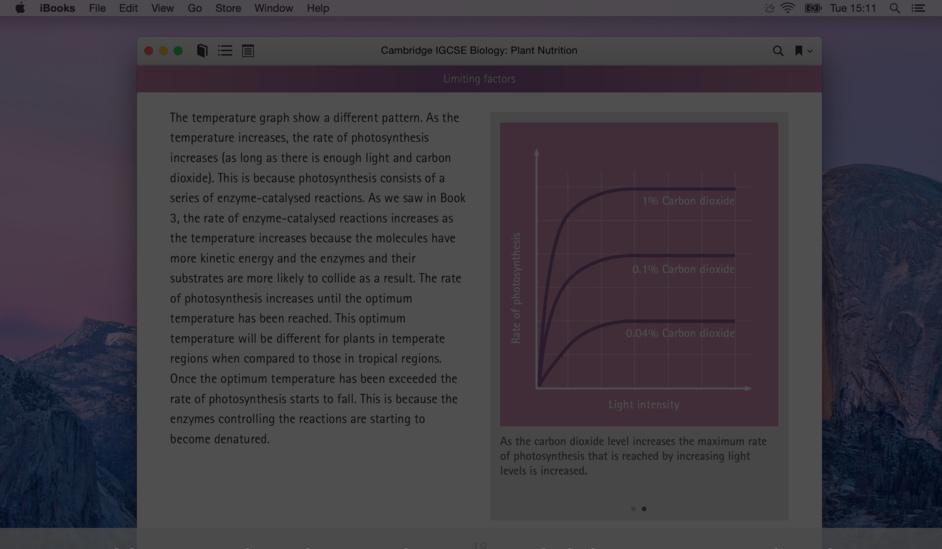 iBooks File Edit View Go Store Window Help Tue 15:11
Cambridge IGCSE Biology: Plant Nutrition
Limiting factors
The temperature graph show a different pattern. As the
temperature increases, the rate of photosynthesis
increases (as long as there is enough light and carbon
dioxide). This is because photosynthesis consists of a
series of enzyme-catalysed reactions. As we saw in Book
3, the rate of enzyme-catalysed reactions increases as
the temperature increases because the molecules have
more kinetic energy and the enzymes and their
substrates are more likely to collide as a result. The rate
of photosynthesis increases until the optimum
temperature has been reached. This optimum
temperature will be different for plants in temperate
regions when compared to those in tropical regions.
Once the optimum temperature has been exceeded the
rate of photosynthesis starts to fall. This is because the
enzymes controlling the reactions are starting to
become denatured.
Rate of photosynthesis
1% Carbon dioxide
0.1% Carbon dioxide
0.04% Carbon dioxide
Light intensity
As the carbon dioxide level increases the maximum rate
of photosynthesis that is reached by increasing light
levels is increased.